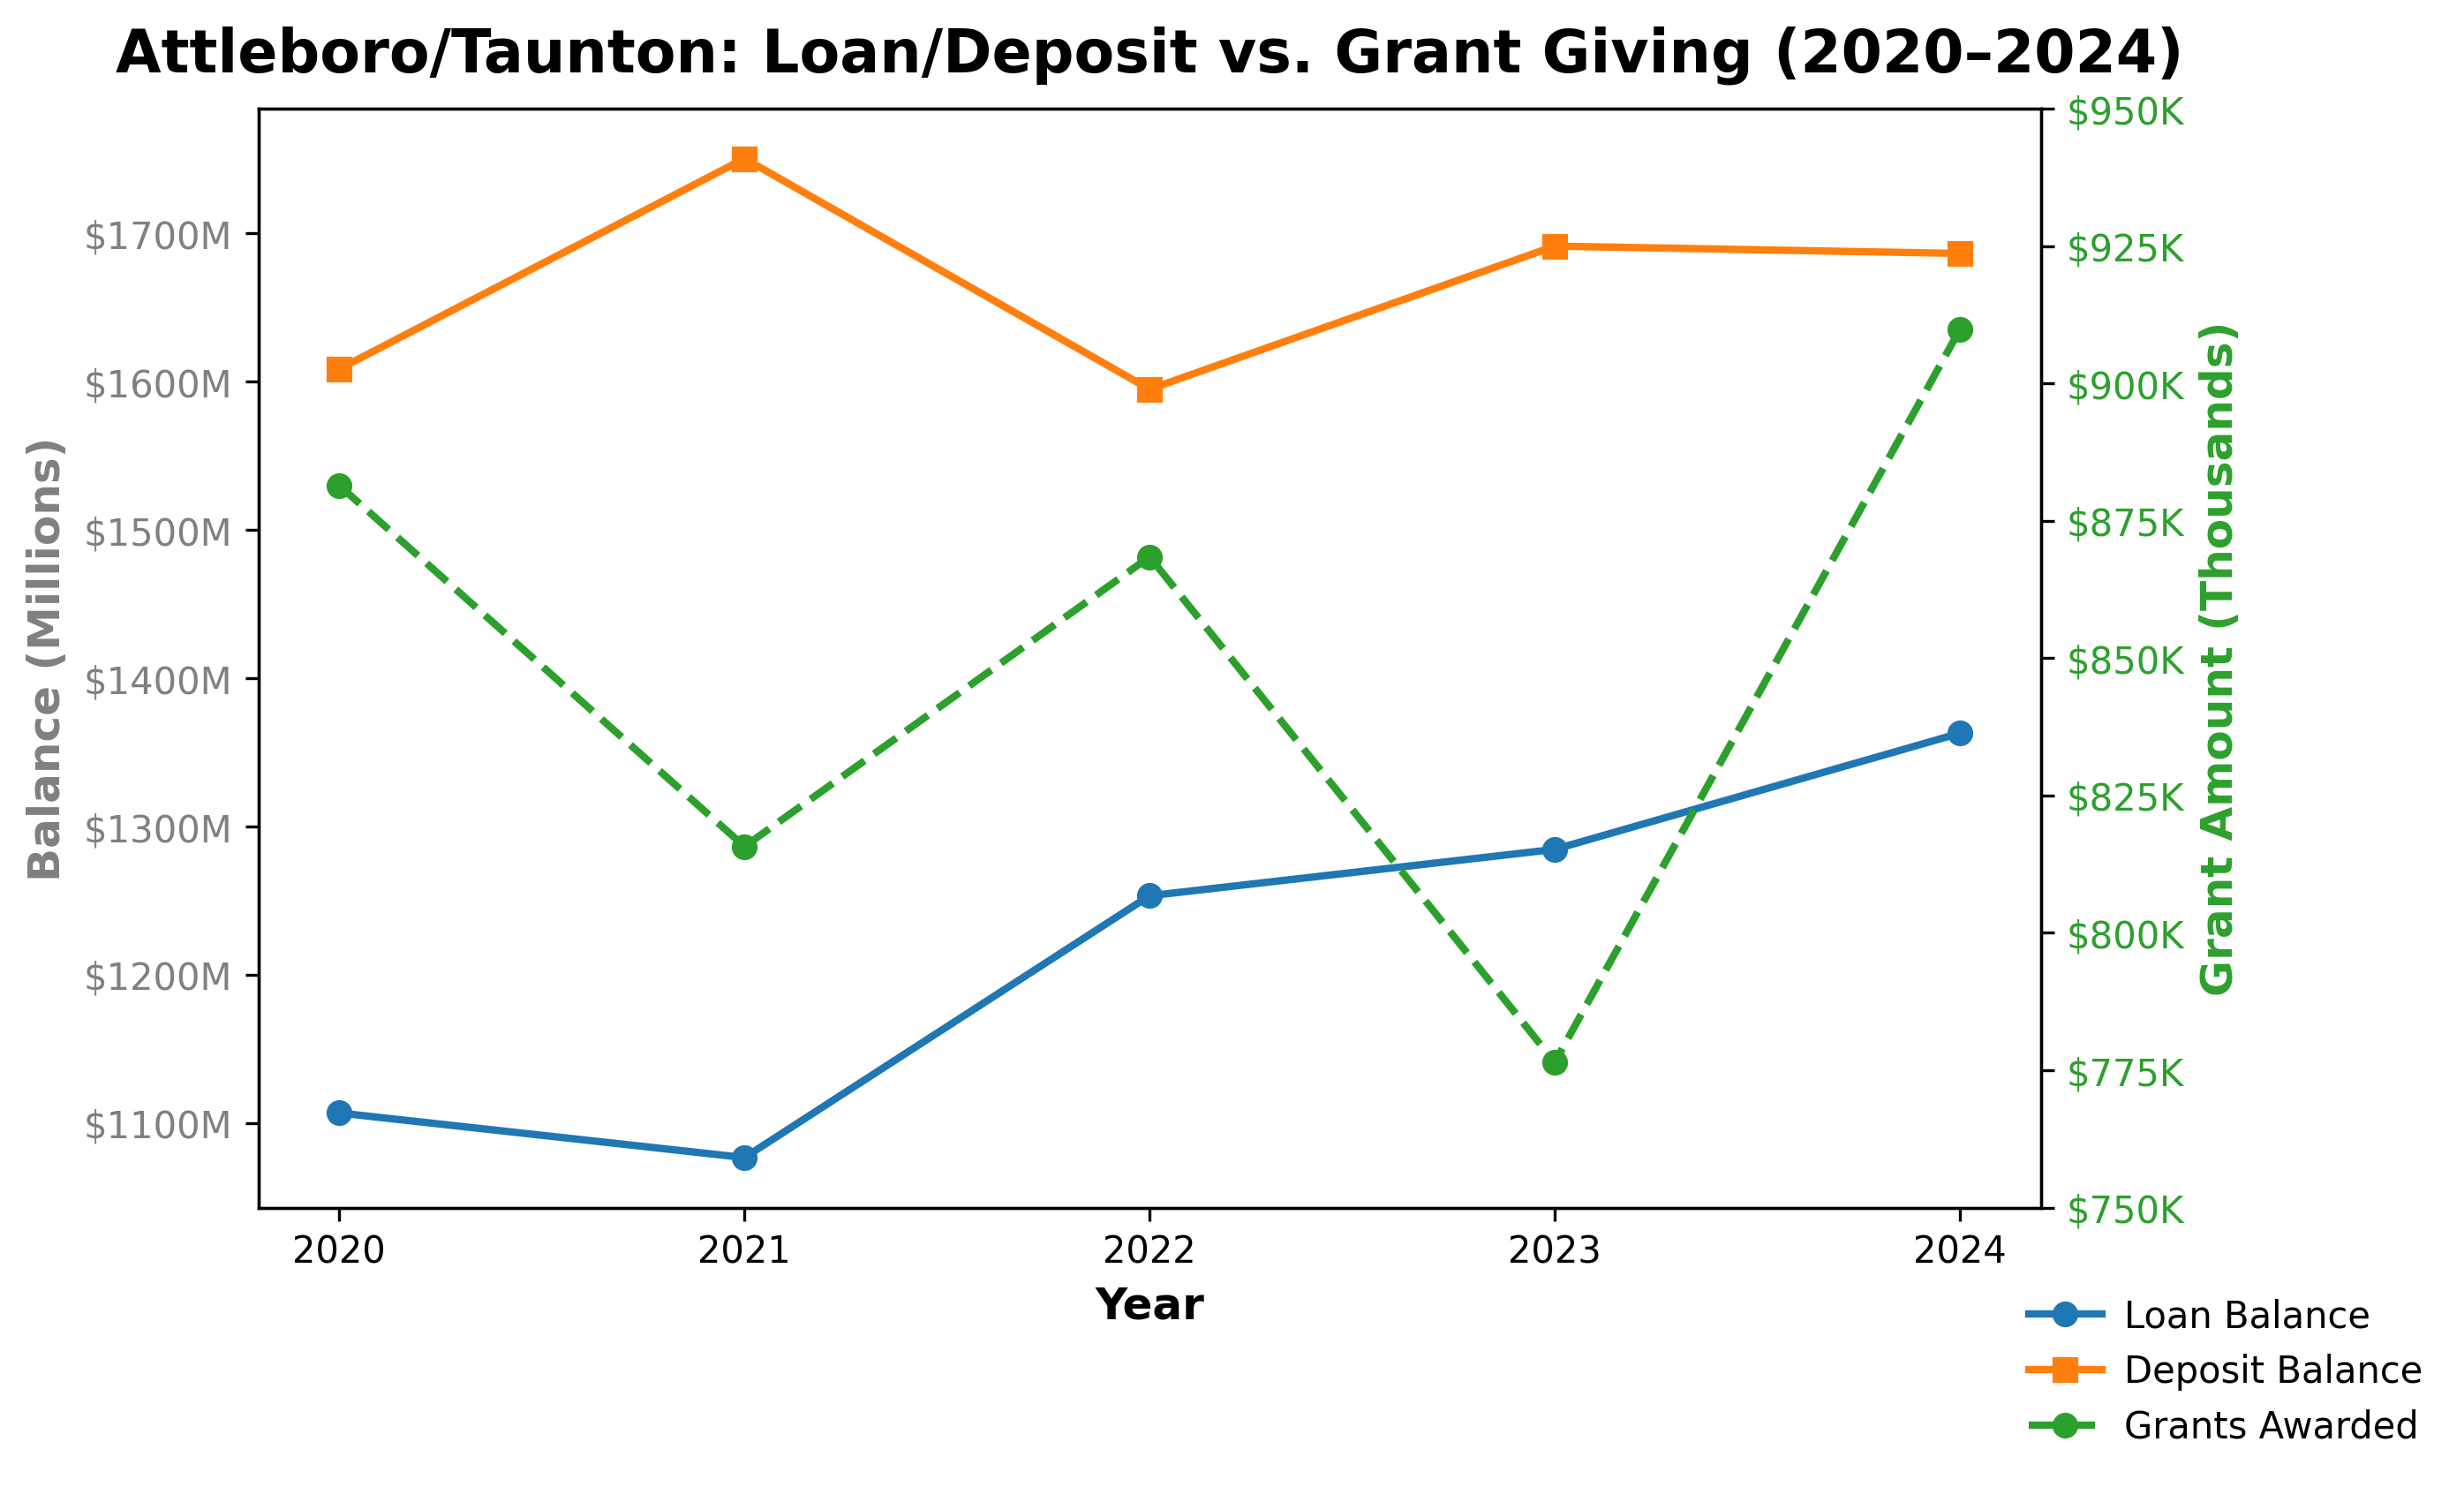 Attleboro/Taunton: Loan/Deposit vs. Grant Giving (2020–2024)
Balance (Millions)
$1700M
$1600M
$1500M
$1400M
$1300M
$1200M
$1100M
$950K
$925K
$900K
$875K
$850K
$825K
$800K
$775K
$750K
Grant Amount (Thousands)
2020 2021 2022 2023 2024
Year
Loan Balance
Deposit Balance
Grants Awarded